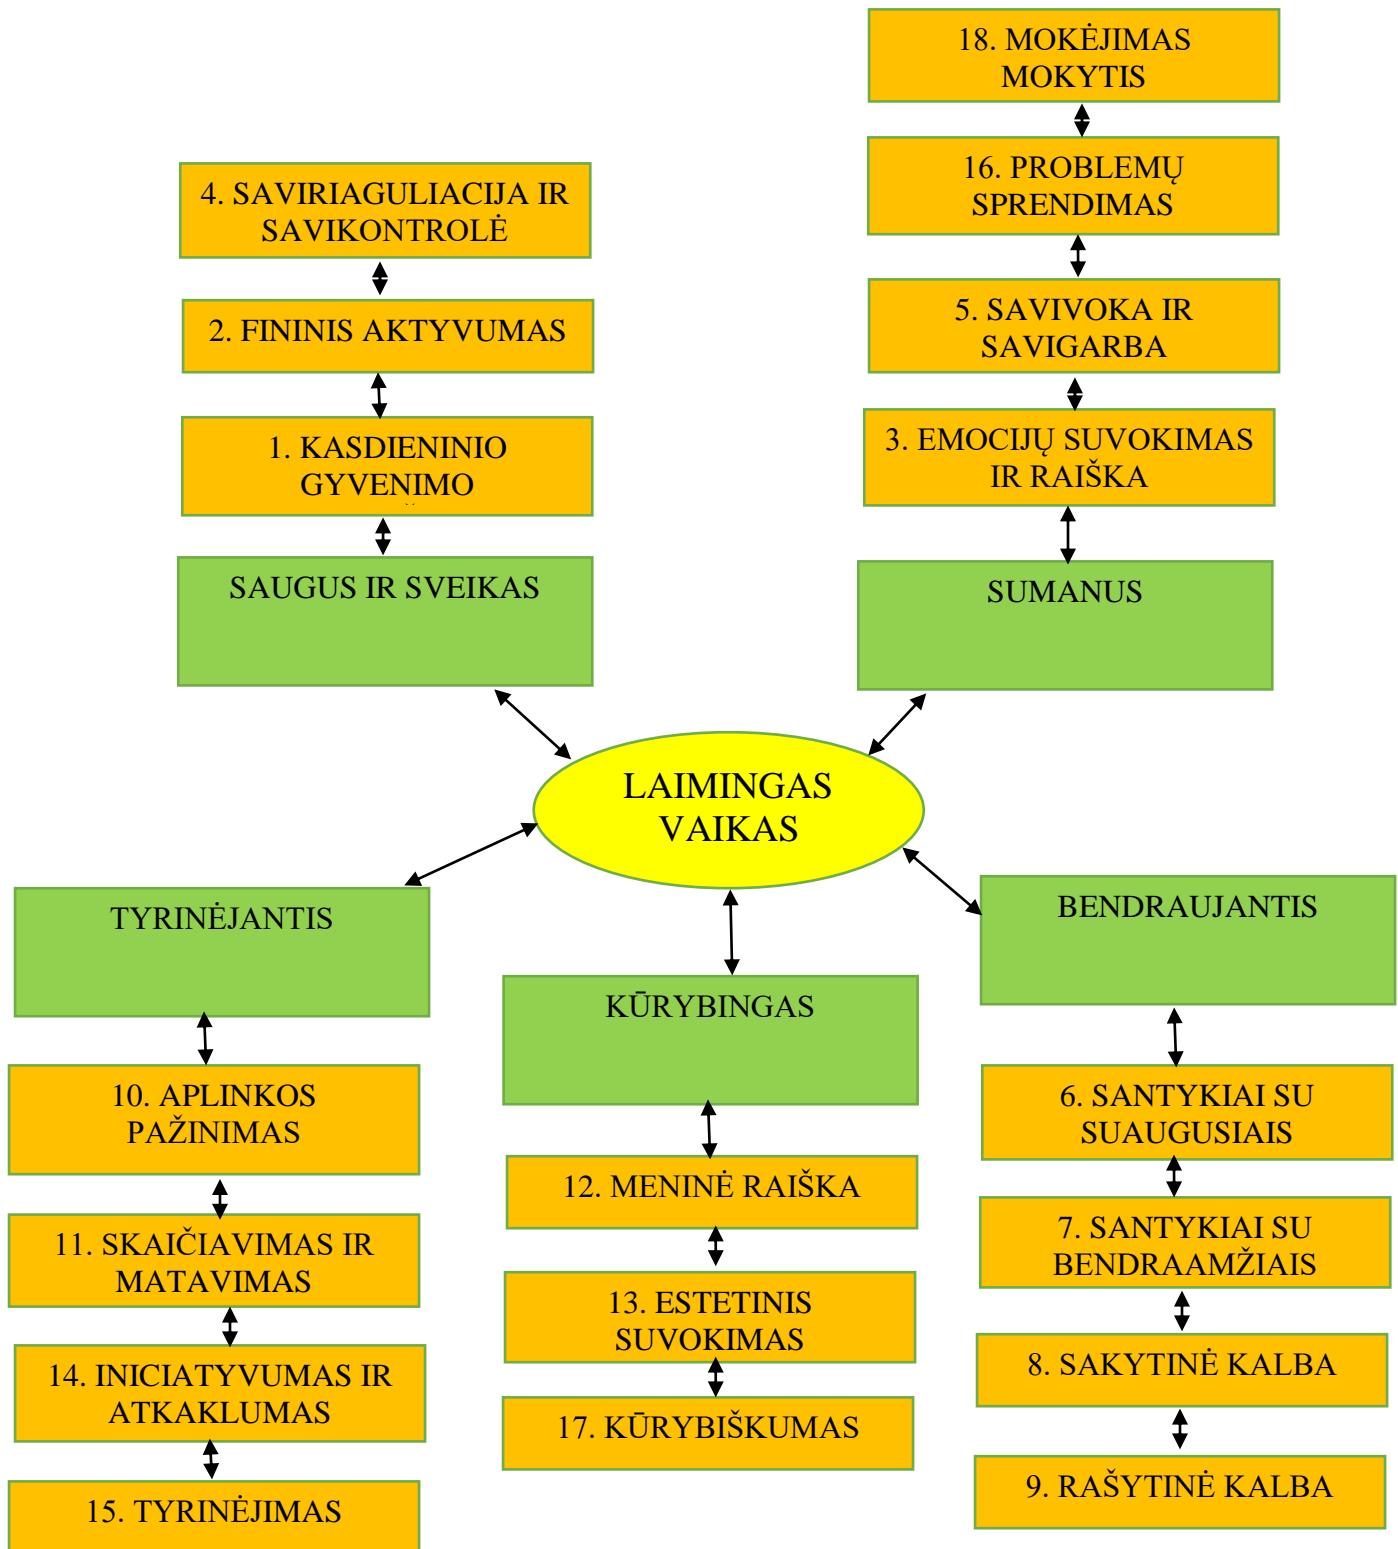 18. MOKĖJIMAS
MOKYTIS
16. PROBLEMŲ
SPRENDIMAS
4. SAVIRIAGULIACIJA IR
SAVIKONTROLĖ
5. SAVIVOKA IR
SAVIGARBA
2. FININIS AKTYVUMAS
3. EMOCIJŲ SUVOKIMAS
IR RAIŠKA
1. KASDIENINIO
GYVENIMO
SAUGUS IR SVEIKAS
SUMANUS
LAIMINGAS
VAIKAS
TYRINĖJANTIS
BENDRAUJANTIS
KŪRYBINGAS
10. APLINKOS
PAŽINIMAS
6. SANTYKIAI SU
SUAUGUSIAIS
12. MENINĖ RAIŠKA
11. SKAIČIAVIMAS IR
MATAVIMAS
7. SANTYKIAI SU
BENDRAAMŽIAIS
13. ESTETINIS
SUVOKIMAS
14. INICIATYVUMAS IR
ATKAKLUMAS
8. SAKYTINĖ KALBA
17. KŪRYBIŠKUMAS
9. RAŠYTINĖ KALBA
15. TYRINĖJIMAS